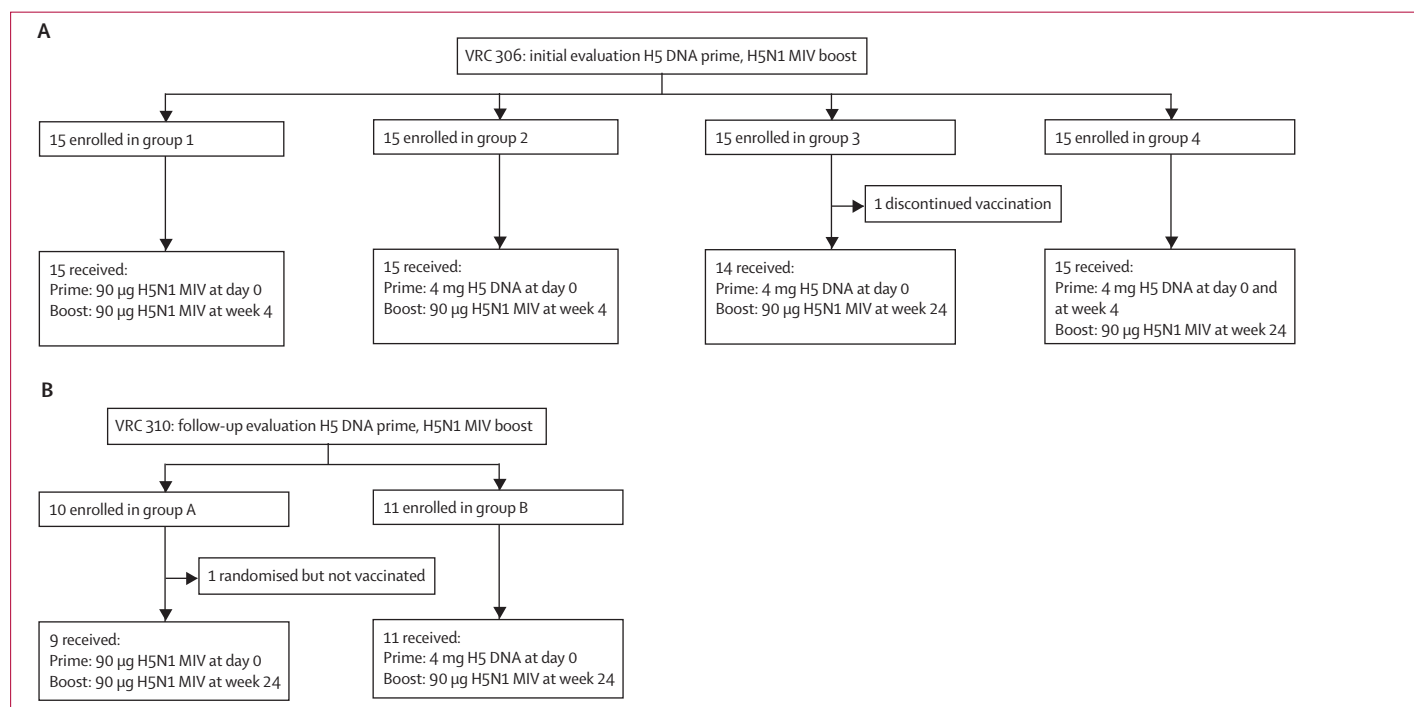 A
VRC 306: initial evaluation H5 DNA prime, H5N1 MIV boost
15 enrolled in group 1
15 enrolled in group 2
15 enrolled in group 3
15 enrolled in group 4
1 discontinued vaccination
15 received:
Prime: 90 µg H5N1 MIV at day 0
Boost: 90 µg H5N1 MIV at week 4
15 received:
Prime: 4 mg H5 DNA at day 0
Boost: 90 µg H5N1 MIV at week 4
14 received:
Prime: 4 mg H5 DNA at day 0
Boost: 90 µg H5N1 MIV at week 24
15 received:
Prime: 4 mg H5 DNA at day 0 and
at week 4
Boost: 90 µg H5N1 MIV at week 24
B
VRC 310: follow-up evaluation H5 DNA prime, H5N1 MIV boost
10 enrolled in group A
11 enrolled in group B
1 randomised but not vaccinated
9 received:
Prime: 90 µg H5N1 MIV at day 0
Boost: 90 µg H5N1 MIV at week 24
11 received:
Prime: 4 mg H5 DNA at day 0
Boost: 90 µg H5N1 MIV at week 24